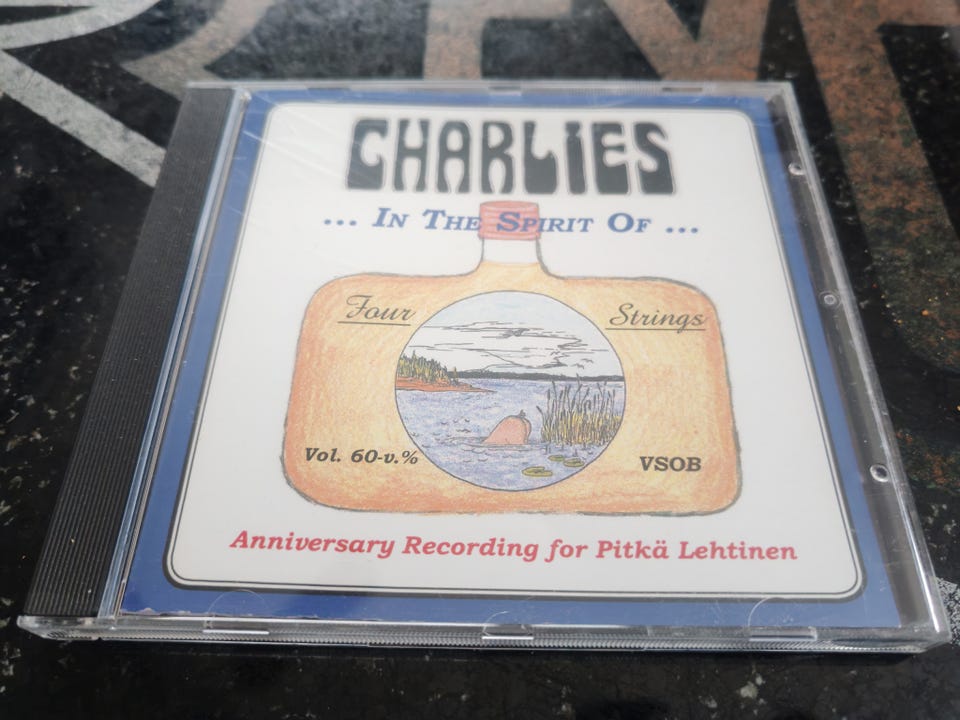 CHARLiES
... IN THE SPIRIT OF ...
Four Strings
Vol. 60-v.% VSOB
Anniversary Recording for Pitkä Lehtinen